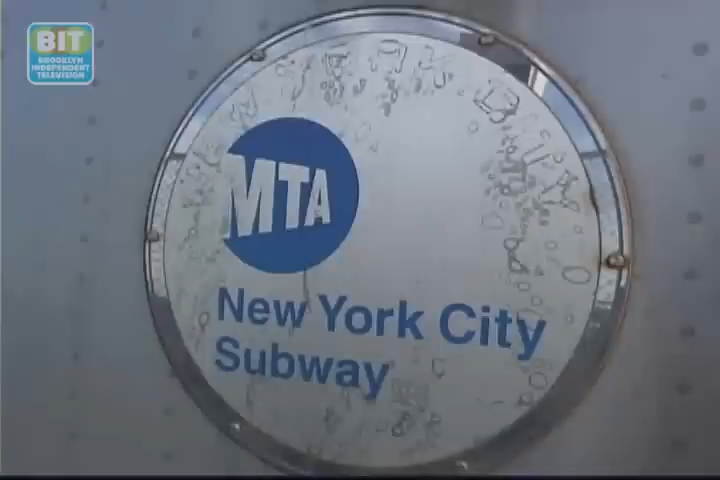 BIT
BROOKLYN
INDEPENDENT
TELEVISION
MTA
New York City
Subway